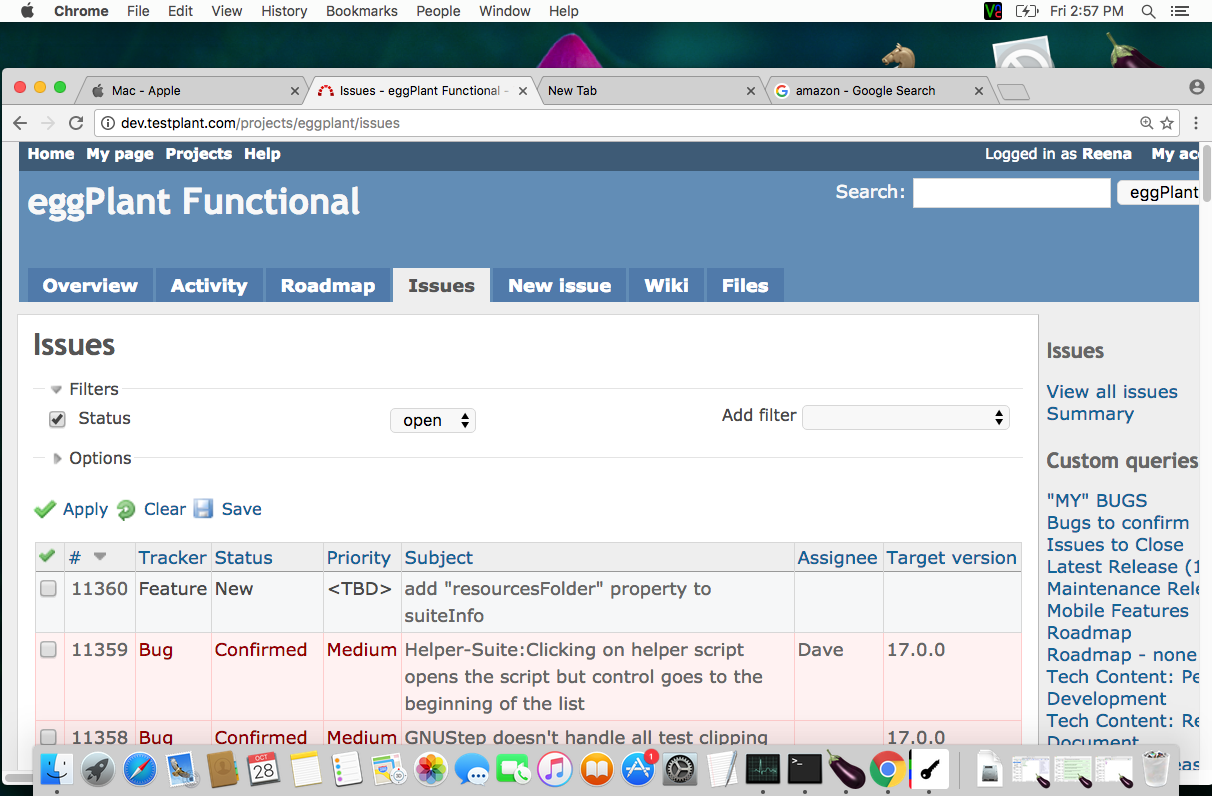 Chrome File Edit View History Bookmarks People Window Help Fri 2:57 PM
Mac - Apple Issues - eggPlant Functional - New Tab amazon - Google Search
dev.testplant.com/projects/eggplant/issues
Home My page Projects Help Logged in as Reena My acc
eggPlant Functional
Search: eggPlant
Overview Activity Roadmap Issues New issue Wiki Files
Issues
Filters
Status open Add filter
Options
Apply Clear Save
# Tracker Status Priority Subject Assignee Target version
11360 Feature New <TBD> add "resourcesFolder" property to
suiteInfo
11359 Bug Confirmed Medium Helper-Suite:Clicking on helper script Dave 17.0.0
opens the script but control goes to the
beginning of the list
11358 Bug Confirmed Medium GNUStep doesn't handle all test clipping 17.0.0
Issues
View all issues
Summary
Custom queries
"MY" BUGS
Bugs to confirm
Issues to Close
Latest Release (1
Maintenance Rele
Mobile Features
Roadmap
Roadmap - none
Tech Content: Pe
Development
Tech Content: Re
Document
OCT
28
1